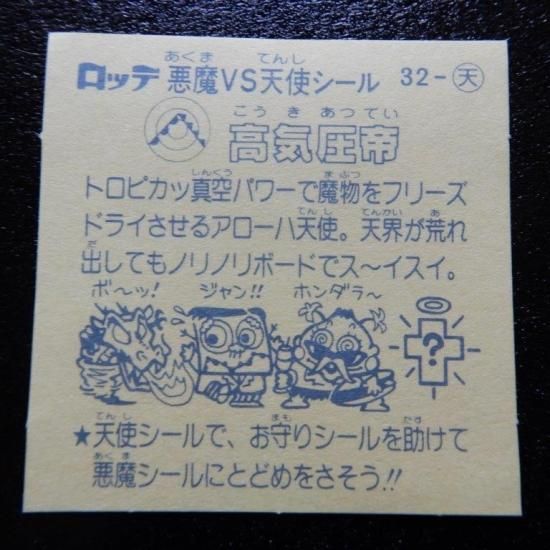 ロッテ 悪魔VS天使シール 32-天
高気圧帝
トロピカッ真空パワーで魔物をフリーズ
ドライさせるアローハ天使。天界が荒れ
出してもノリノリボードでス〜イスイ。
ボ〜ッ! ジャン!! ホンダラ〜
?
★天使シールで、お守りシールを助けて
悪魔シールにとどめをさそう!!